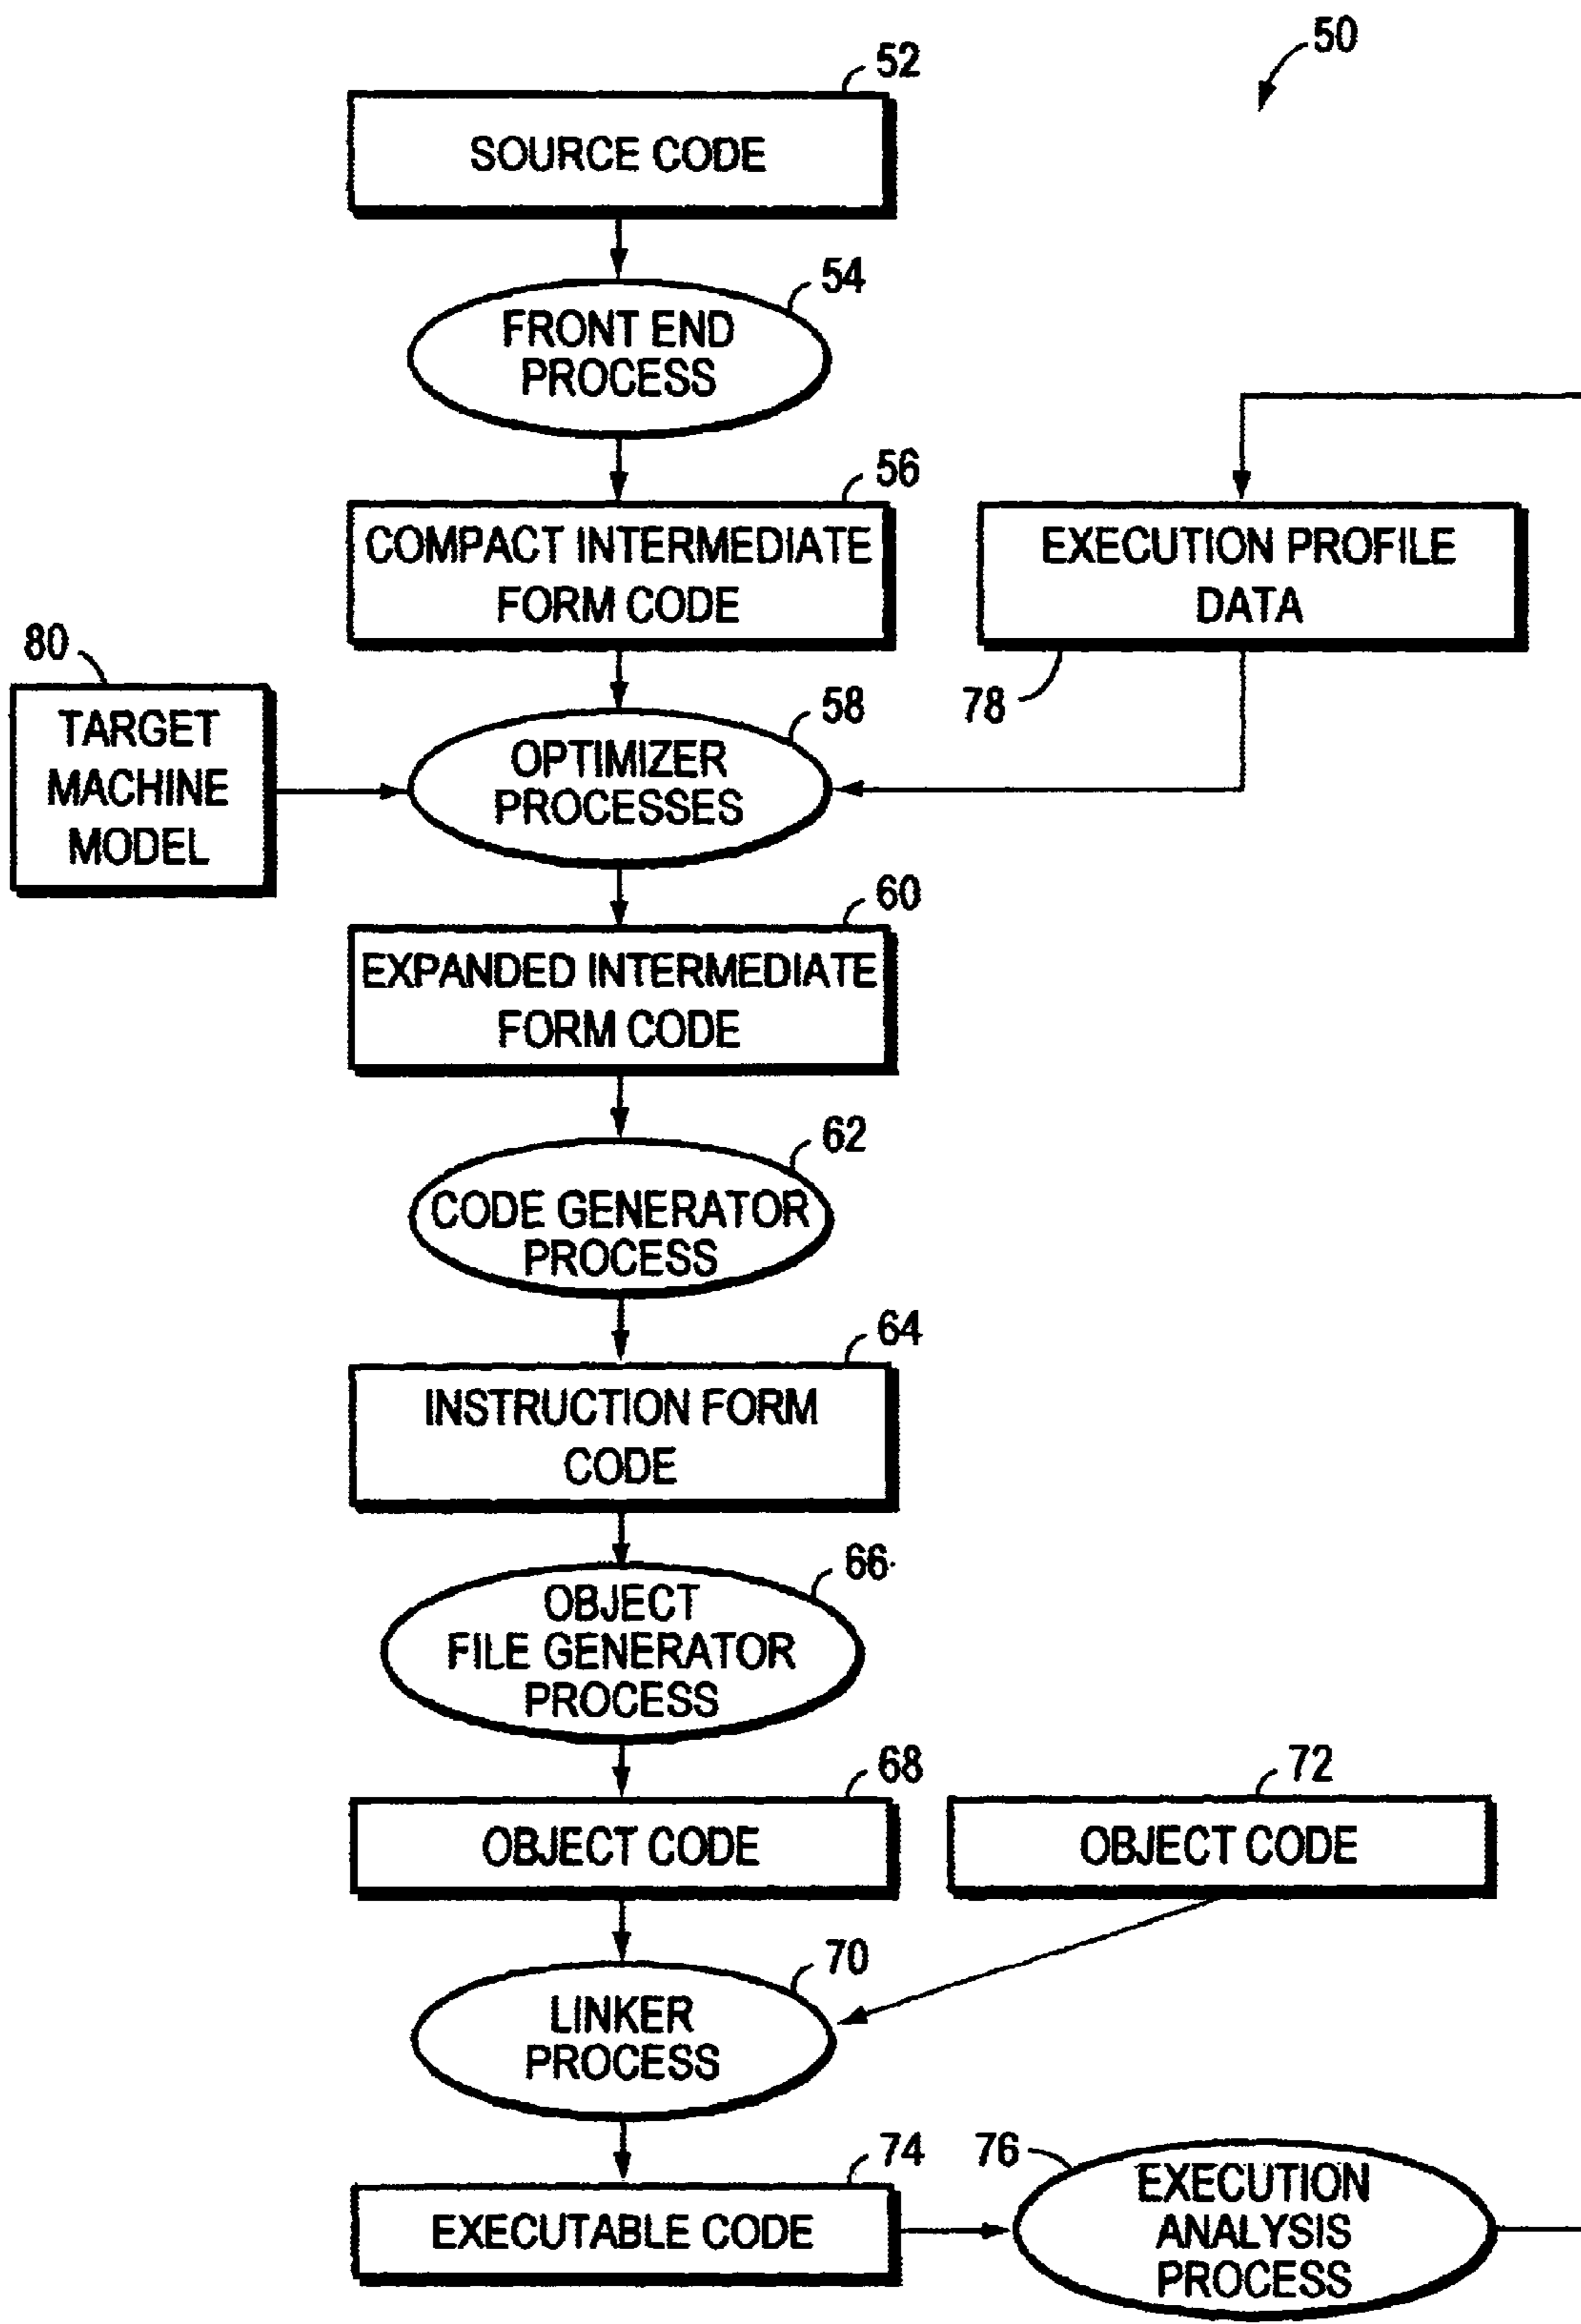 50
52
SOURCE CODE
54
FRONT END
PROCESS
56
COMPACT INTERMEDIATE
FORM CODE
EXECUTION PROFILE
DATA
78
80
TARGET
MACHINE
MODEL
58
OPTIMIZER
PROCESSES
60
EXPANDED INTERMEDIATE
FORM CODE
62
CODE GENERATOR
PROCESS
64
INSTRUCTION FORM
CODE
66
OBJECT
FILE GENERATOR
PROCESS
68
OBJECT CODE
72
OBJECT CODE
70
LINKER
PROCESS
74
EXECUTABLE CODE
76
EXECUTION
ANALYSIS
PROCESS